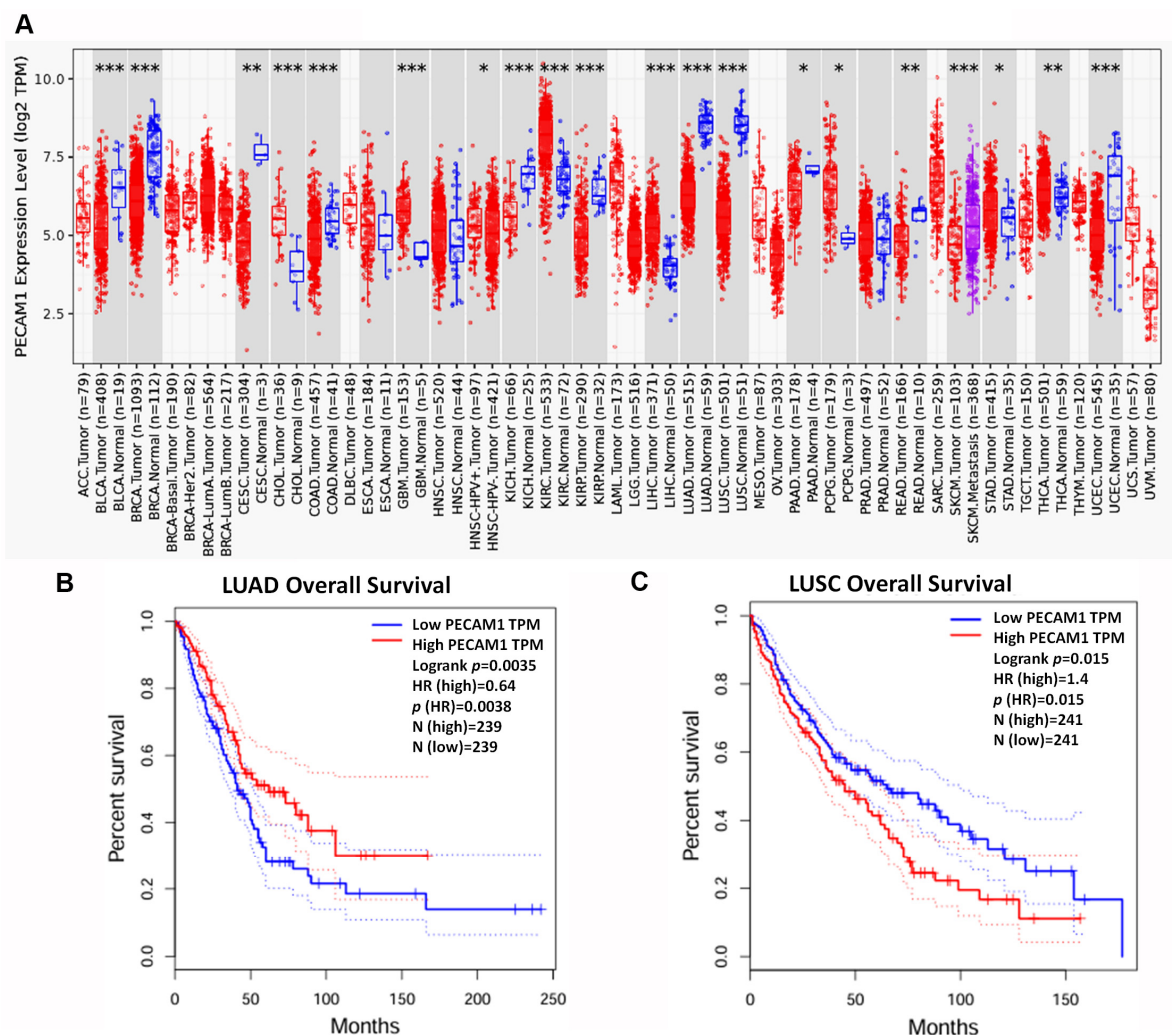 A
PECAM1 Expression Level (log2 TPM)
10.0
7.5
5.0
2.5
*** *** ** *** *** *** * *** *** *** *** *** *** * * ** *** * ** ***
ACC.Tumor (n=79)
BLCA.Tumor (n=408)
BLCA.Normal (n=19)
BRCA.Tumor (n=1093)
BRCA.Normal (n=112)
BRCA-Basal.Tumor (n=190)
BRCA-Her2.Tumor (n=82)
BRCA-LumA.Tumor (n=564)
BRCA-LumB.Tumor (n=217)
CESC.Tumor (n=304)
CESC.Normal (n=3)
CHOL.Tumor (n=36)
CHOL.Normal (n=9)
COAD.Tumor (n=457)
COAD.Normal (n=41)
DLBC.Tumor (n=48)
ESCA.Tumor (n=184)
ESCA.Normal (n=11)
GBM.Tumor (n=153)
GBM.Normal (n=5)
HNSC.Tumor (n=520)
HNSC.Normal (n=44)
HNSC-HPV+.Tumor (n=97)
HNSC-HPV-.Tumor (n=421)
KICH.Tumor (n=66)
KICH.Normal (n=25)
KIRC.Tumor (n=533)
KIRC.Normal (n=72)
KIRP.Tumor (n=290)
KIRP.Normal (n=32)
LAML.Tumor (n=173)
LGG.Tumor (n=516)
LIHC.Tumor (n=371)
LIHC.Normal (n=50)
LUAD.Tumor (n=515)
LUAD.Normal (n=59)
LUSC.Tumor (n=501)
LUSC.Normal (n=51)
MESO.Tumor (n=87)
OV.Tumor (n=303)
PAAD.Tumor (n=178)
PAAD.Normal (n=4)
PCPG.Tumor (n=179)
PCPG.Normal (n=3)
PRAD.Tumor (n=497)
PRAD.Normal (n=52)
READ.Tumor (n=166)
READ.Normal (n=10)
SARC.Tumor (n=259)
SKCM.Tumor (n=103)
SKCM.Metastasis (n=368)
STAD.Tumor (n=415)
STAD.Normal (n=35)
TGCT.Tumor (n=150)
THCA.Tumor (n=501)
THCA.Normal (n=59)
THYM.Tumor (n=120)
UCEC.Tumor (n=545)
UCEC.Normal (n=35)
UCS.Tumor (n=57)
UVM.Tumor (n=80)
B
LUAD Overall Survival
Low PECAM1 TPM
High PECAM1 TPM
Logrank p=0.0035
HR (high)=0.64
p (HR)=0.0038
N (high)=239
N (low)=239
Percent survival
1.0
0.8
0.6
0.4
0.2
0.0
0 50 100 150 200 250
Months
C
LUSC Overall Survival
Low PECAM1 TPM
High PECAM1 TPM
Logrank p=0.015
HR (high)=1.4
p (HR)=0.015
N (high)=241
N (low)=241
Percent survival
1.0
0.8
0.6
0.4
0.2
0.0
0 50 100 150
Months